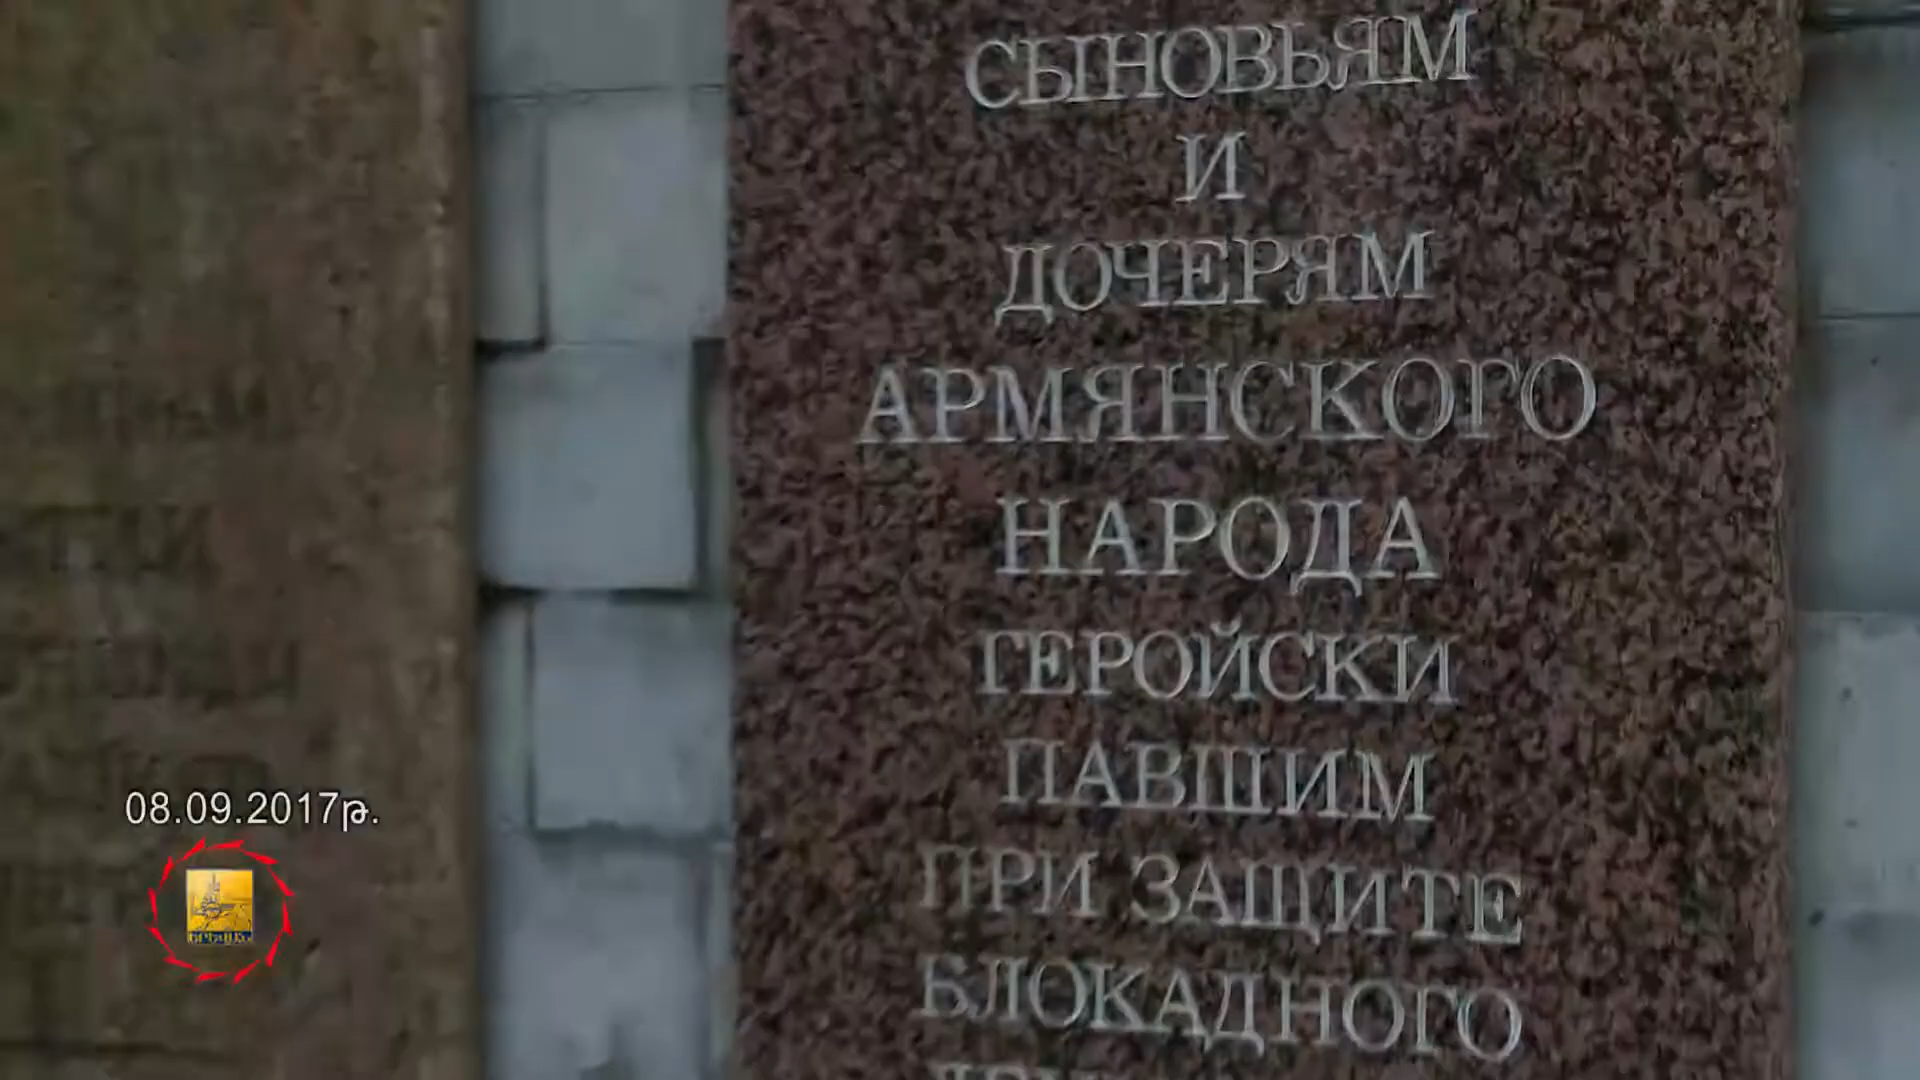 СЫНОВЬЯМ
И
ДОЧЕРЯМ
АРМЯНСКОГО
НАРОДА
ГЕРОЙСКИ
ПАВШИМ
ПРИ ЗАЩИТЕ
БЛОКАДНОГО
08.09.2017թ.